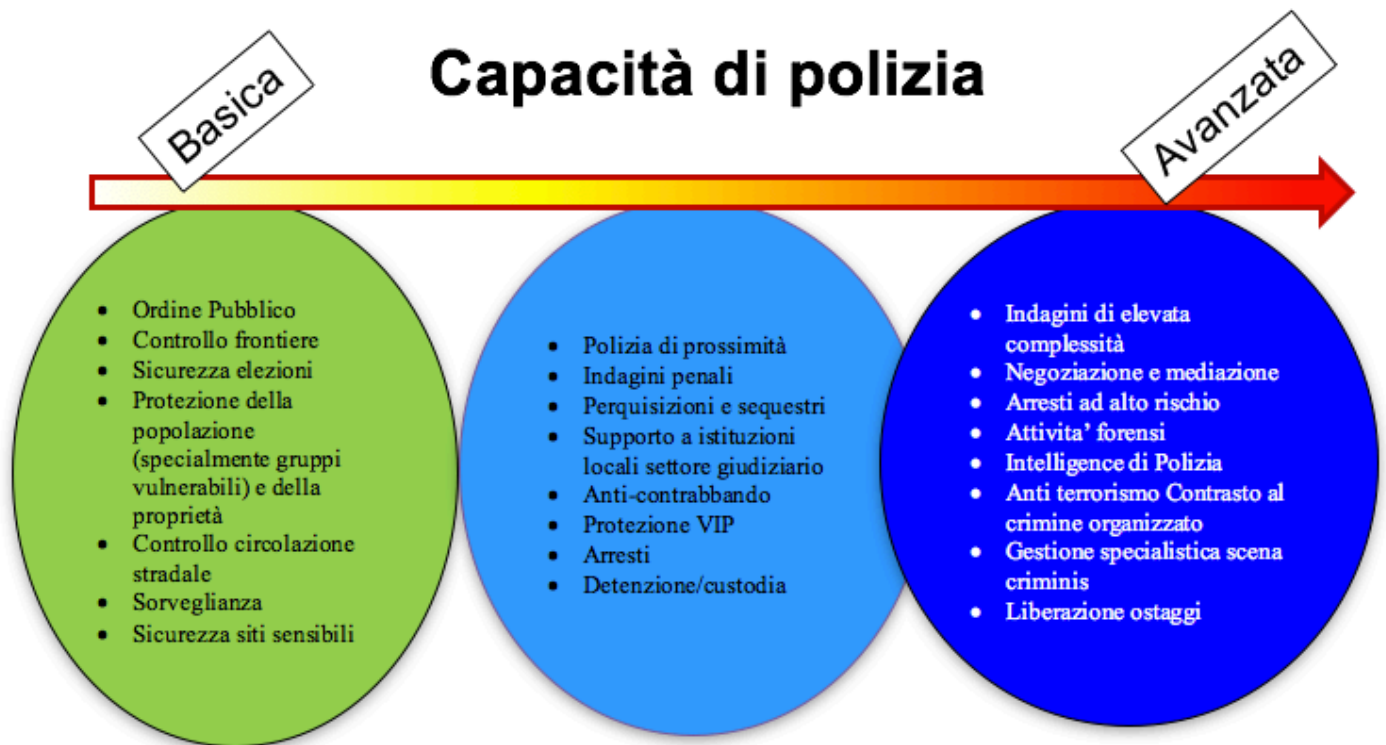 Capacità di polizia
Basica
Avanzata
• Ordine Pubblico
• Controllo frontiere
• Sicurezza elezioni
• Protezione della
popolazione
(specialmente gruppi
vulnerabili) e della
proprietà
• Controllo circolazione
stradale
• Sorveglianza
• Sicurezza siti sensibili
• Polizia di prossimità
• Indagini penali
• Perquisizioni e sequestri
• Supporto a istituzioni
locali settore giudiziario
• Anti-contrabbando
• Protezione VIP
• Arresti
• Detenzione/custodia
• Indagini di elevata
complessità
• Negoziazione e mediazione
• Arresti ad alto rischio
• Attivita’ forensi
• Intelligence di Polizia
• Anti terrorismo Contrasto al
crimine organizzato
• Gestione specialistica scena
criminis
• Liberazione ostaggi